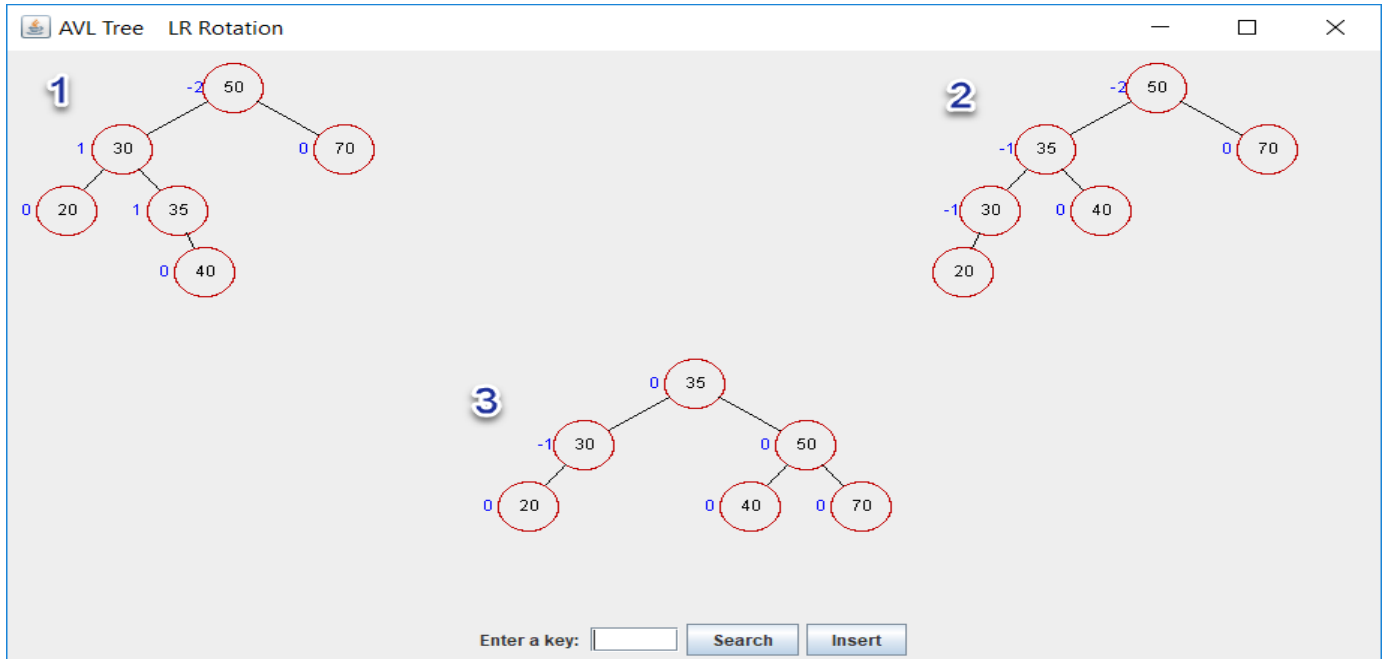 AVL Tree LR Rotation
1
-2 50
1 30 0 70
0 20 1 35
0 40
2
-2 50
-1 35 0 70
-1 30 0 40
20
3
0 35
-1 30 0 50
0 20 0 40 0 70
Enter a key: Search Insert